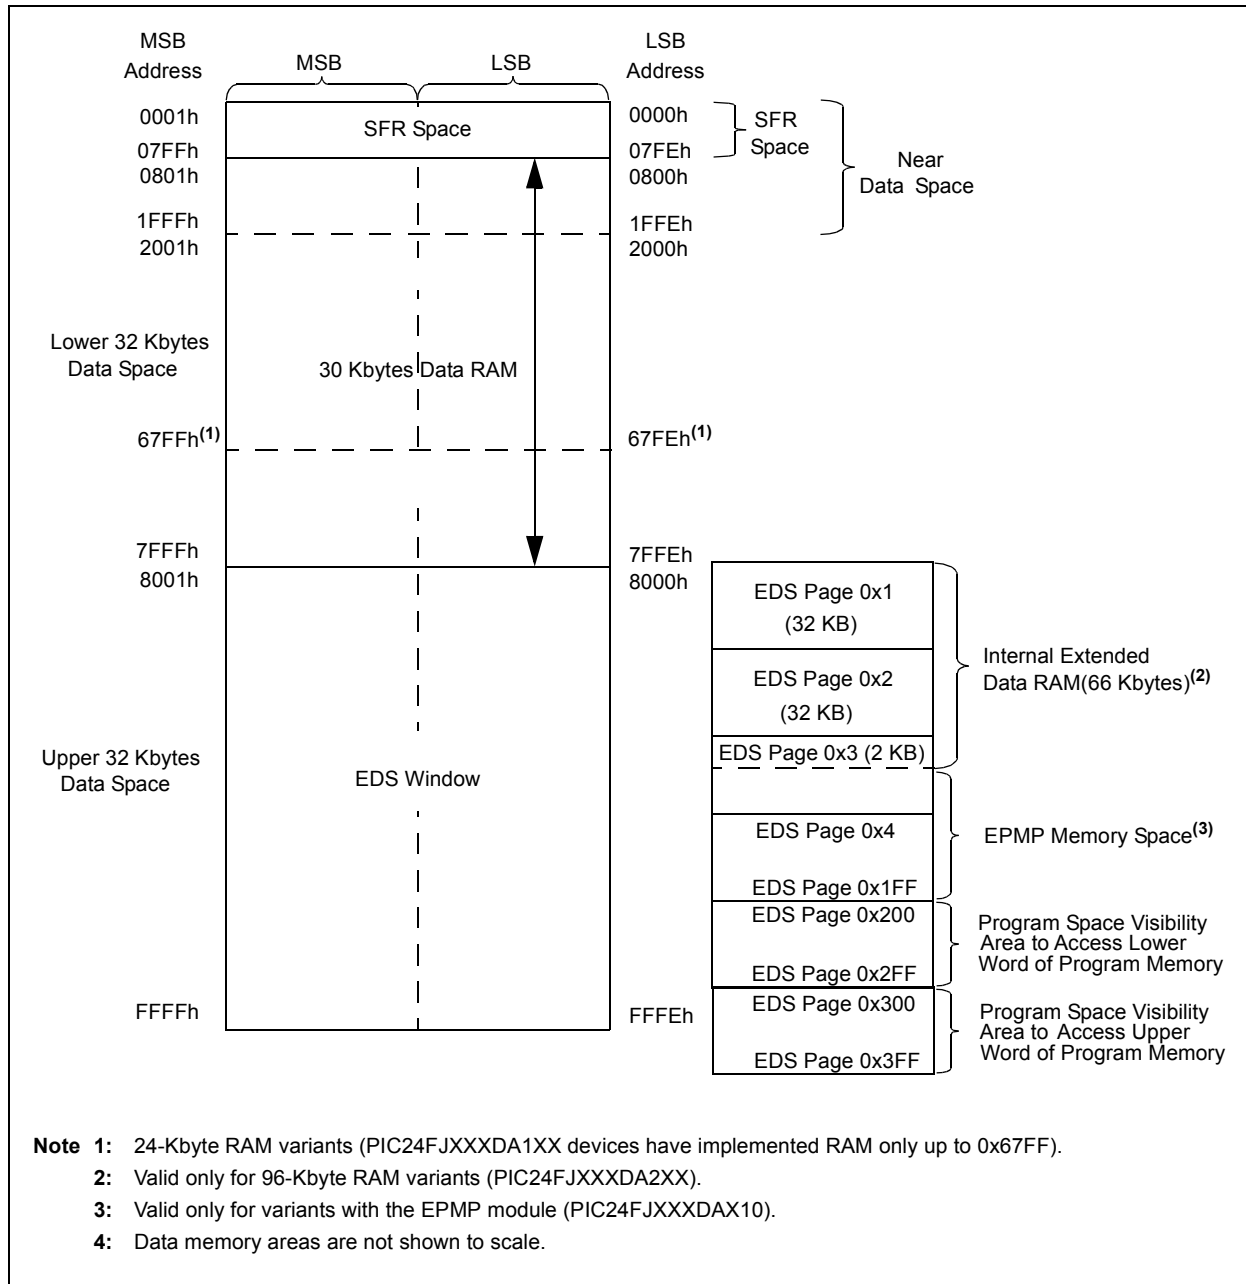 MSB
Address
LSB
Address
MSB
LSB
0001h
SFR Space
0000h
SFR
Space
07FFh
07FEh
0801h
0800h
Near
Data Space
1FFFh
1FFEh
2001h
2000h
Lower 32 Kbytes
Data Space
30 Kbytes Data RAM
67FFh(1)
67FEh(1)
7FFFh
7FFEh
8001h
8000h
EDS Page 0x1
(32 KB)
EDS Page 0x2
(32 KB)
EDS Page 0x3 (2 KB)
Internal Extended
Data RAM(66 Kbytes)(2)
Upper 32 Kbytes
Data Space
EDS Window
EDS Page 0x4
EDS Page 0x1FF
EPMP Memory Space(3)
EDS Page 0x200
EDS Page 0x2FF
Program Space Visibility
Area to Access Lower
Word of Program Memory
FFFFh
FFFEh
EDS Page 0x300
EDS Page 0x3FF
Program Space Visibility
Area to Access Upper
Word of Program Memory
Note 1: 24-Kbyte RAM variants (PIC24FJXXXDA1XX devices have implemented RAM only up to 0x67FF).
2: Valid only for 96-Kbyte RAM variants (PIC24FJXXXDA2XX).
3: Valid only for variants with the EPMP module (PIC24FJXXXDAX10).
4: Data memory areas are not shown to scale.